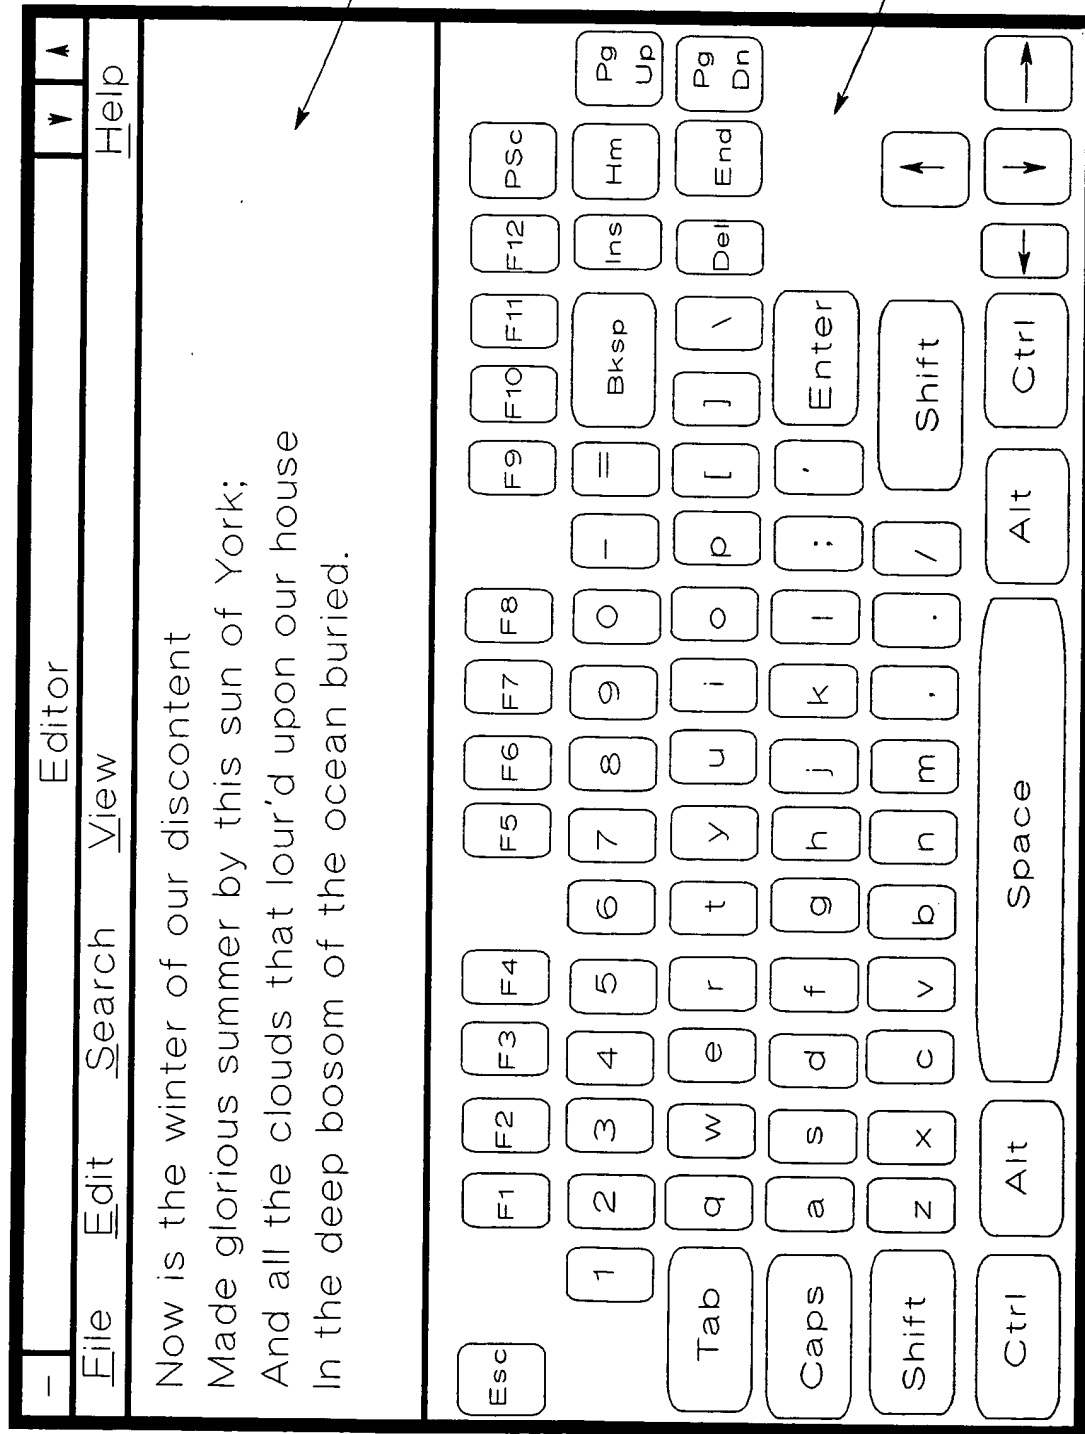 - Editor ▼ ▲
File Edit Search View Help
Now is the winter of our discontent
Made glorious summer by this sun of York;
And all the clouds that lour'd upon our house
In the deep bosom of the ocean buried.
Esc F1 F2 F3 F4 F5 F6 F7 F8 F9 F10 F11 F12 PSc
1 2 3 4 5 6 7 8 9 0 - = Bksp Ins Hm Pg Up
Tab q w e r t y u i o p [ ] \ Del End Pg Dn
Caps a s d f g h j k l ; ' Enter
Shift z x c v b n m . . / Shift ↑
Ctrl Alt Space Alt Ctrl ← ↓ →